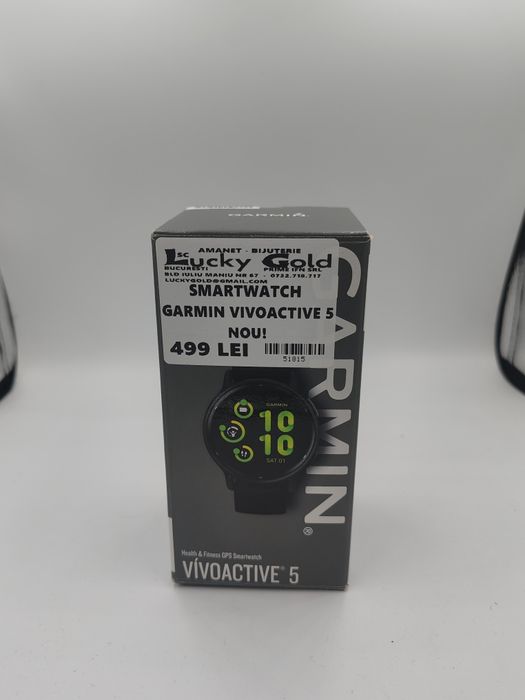 GARMIN
AMANET - BIJUTERIE
SC Lucky Gold
BUCURESTI PRIME IFN SRL
BLD IULIU MANIU NR 67 - 0732.718.717
LUCKYGOLD@GMAIL.COM
SMARTWATCH
GARMIN VIVOACTIVE 5
NOU!
499 LEI
51015
GARMIN®
GARMIN
10
10
SAT 01
Health & Fitness GPS Smartwatch
VÍVOACTIVE® 5